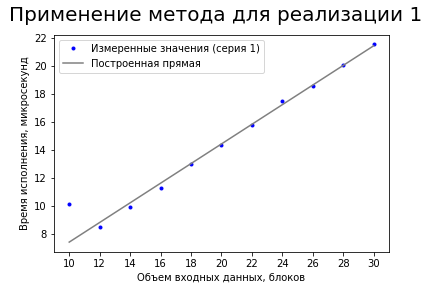 Применение метода для реализации 1
Измеренные значения (серия 1)
Построенная прямая
Время исполнения, микросекунд
22
20
18
16
14
12
10
8
10 12 14 16 18 20 22 24 26 28 30
Объем входных данных, блоков